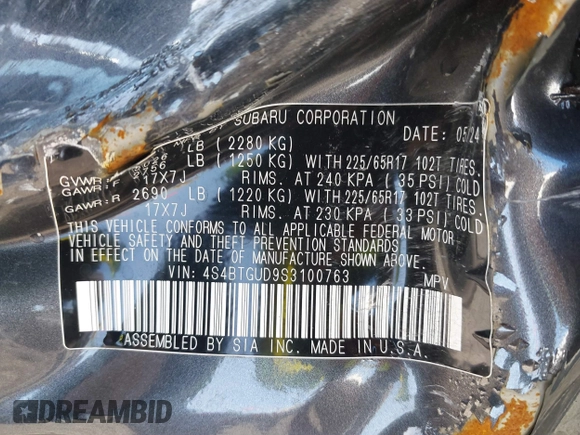 SUBARU CORPORATION
DATE: 05/24
LB (2280 KG)
GVWR:
GAWR: F LB (1250 KG) WITH 225/65R17 102T TIRES.
17X7J RIMS. AT 240 KPA (35 PSI) COLD
GAWR: R 2690 LB (1220 KG) WITH 225/65R17 102T TIRES.
17X7J RIMS. AT 230 KPA (33 PSI) COLD
THIS VEHICLE CONFORMS TO ALL APPLICABLE FEDERAL MOTOR
VEHICLE SAFETY AND THEFT PREVENTION STANDARDS
IN EFFECT ON THE DATE OF MANUFACTURE SHOWN ABOVE.
VIN: 4S4BTGUD9S3100763 MPV
ASSEMBLED BY SIA INC. MADE IN U.S.A.
DREAMBID